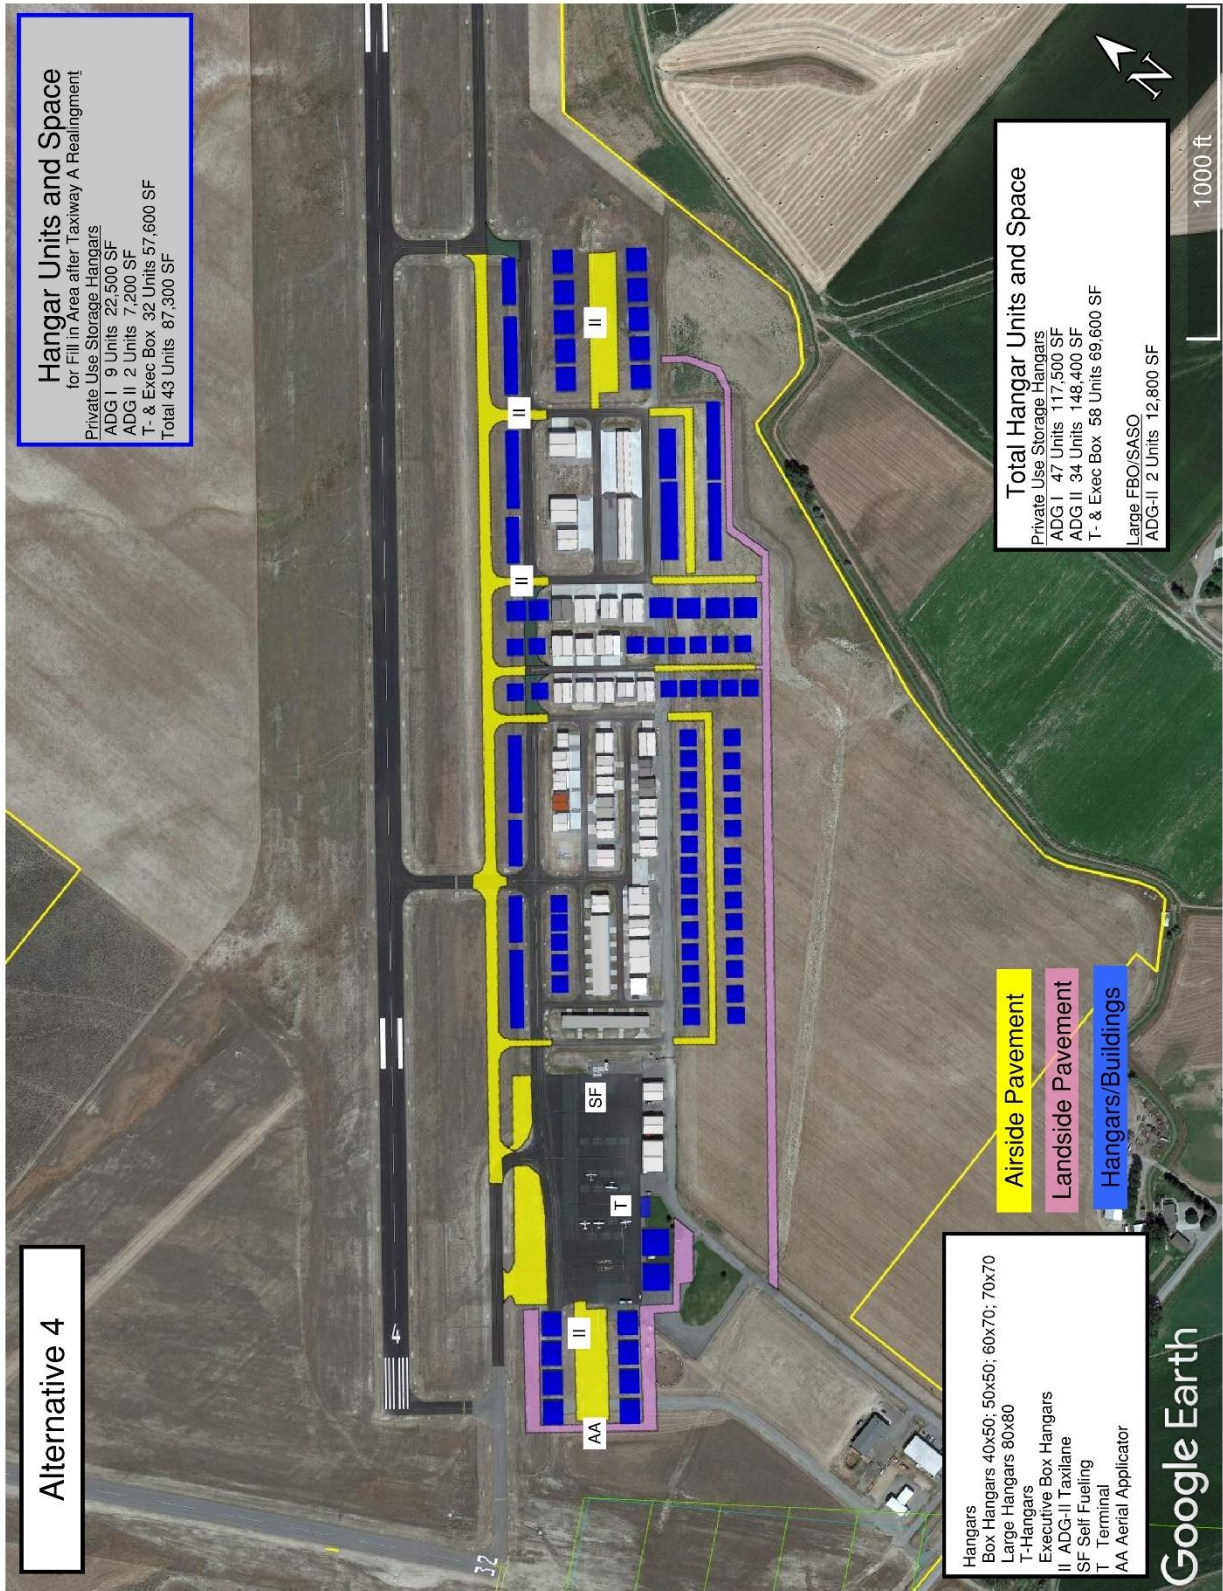 Alternative 4
Hangar Units and Space
for Fill in Area after Taxiway A Realingment
Private Use Storage Hangars
ADG I 9 Units 22,500 SF
ADG II 2 Units 7,200 SF
T- & Exec Box 32 Units 57,600 SF
Total 43 Units 87,300 SF
4
32
II
II
II
II
SF
T
AA
Hangars
Box Hangars 40x50; 50x50; 60x70; 70x70
Large Hangars 80x80
T-Hangars
Executive Box Hangars
II ADG-II Taxilane
SF Self Fueling
T Terminal
AA Aerial Applicator
Airside Pavement
Landside Pavement
Hangars/Buildings
Total Hangar Units and Space
Private Use Storage Hangars
ADG I 47 Units 117,500 SF
ADG II 34 Units 148,400 SF
T- & Exec Box 58 Units 69,600 SF
Large FBO/SASO
ADG-II 2 Units 12,800 SF
N
1000 ft
Google Earth